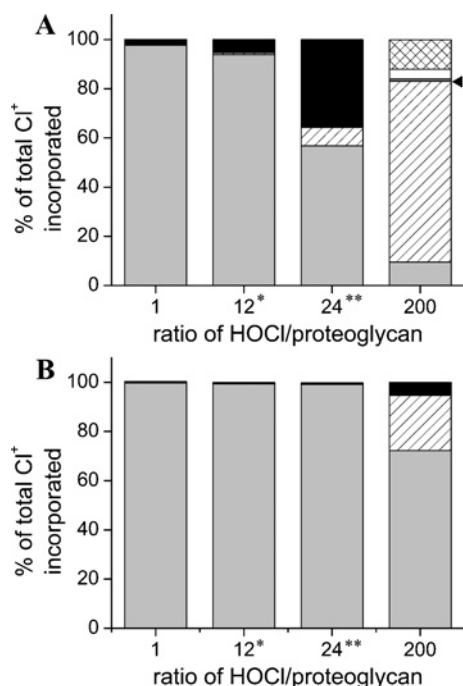 A
100
80
60
40
20
0
% of total Cl⁺
incorporated
1 12* 24** 200
ratio of HOCl/proteoglycan
B
100
80
60
40
20
0
% of total Cl⁺
incorporated
1 12* 24** 200
ratio of HOCl/proteoglycan